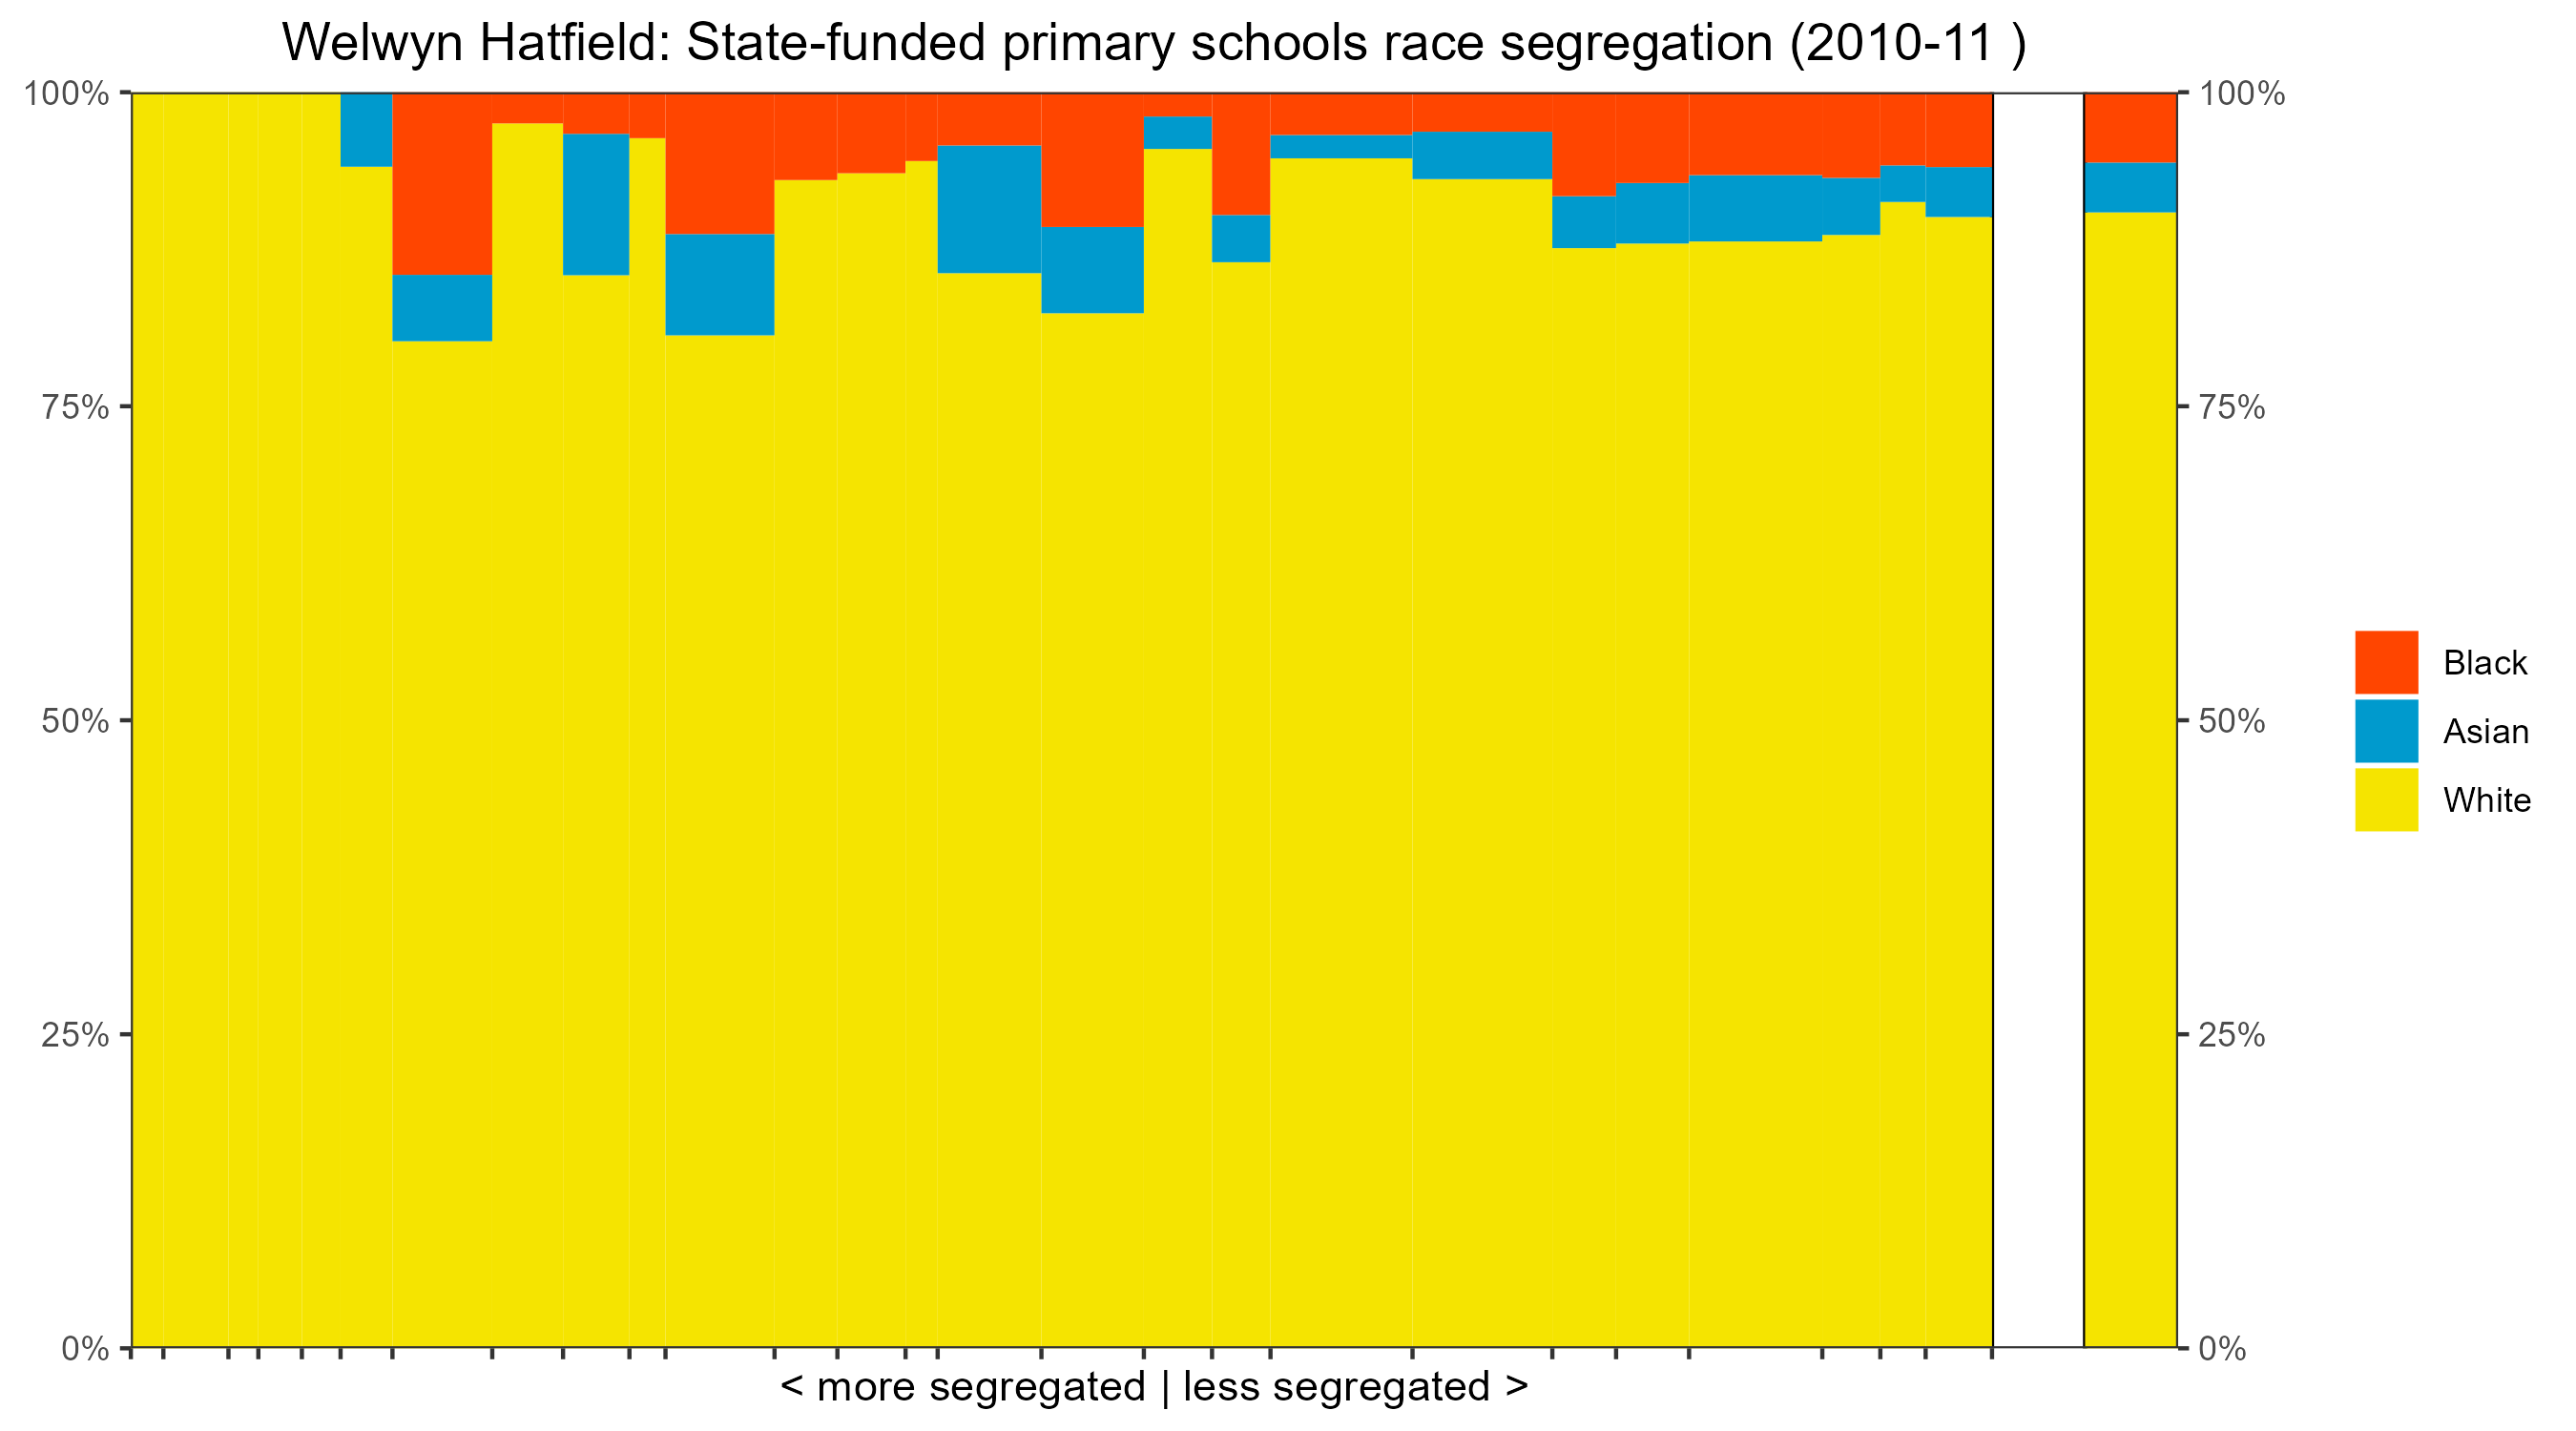 Welwyn Hatfield: State-funded primary schools race segregation (2010-11 )
100%
100%
75%
75%
50%
50%
25%
25%
0%
0%
Black
Asian
White
< more segregated | less segregated >